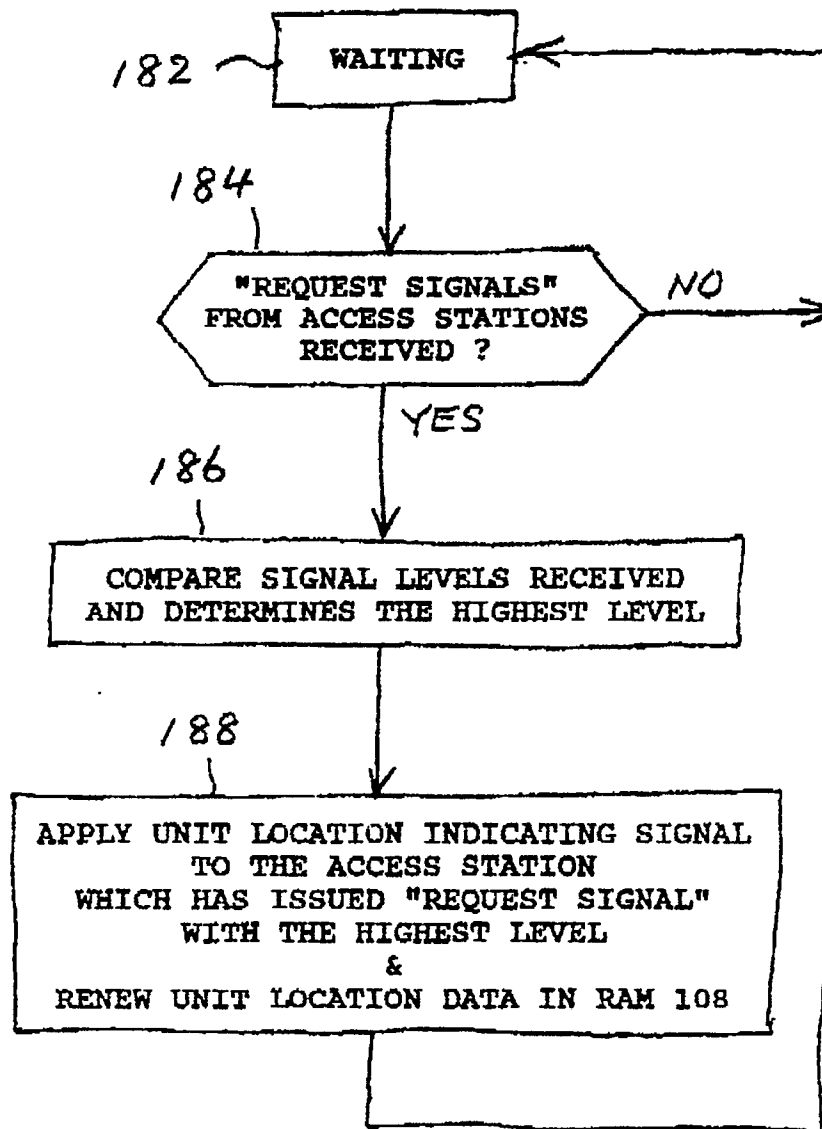 182
WAITING
184
"REQUEST SIGNALS"
FROM ACCESS STATIONS
RECEIVED ?
NO
YES
186
COMPARE SIGNAL LEVELS RECEIVED
AND DETERMINES THE HIGHEST LEVEL
188
APPLY UNIT LOCATION INDICATING SIGNAL
TO THE ACCESS STATION
WHICH HAS ISSUED "REQUEST SIGNAL"
WITH THE HIGHEST LEVEL
&
RENEW UNIT LOCATION DATA IN RAM 108